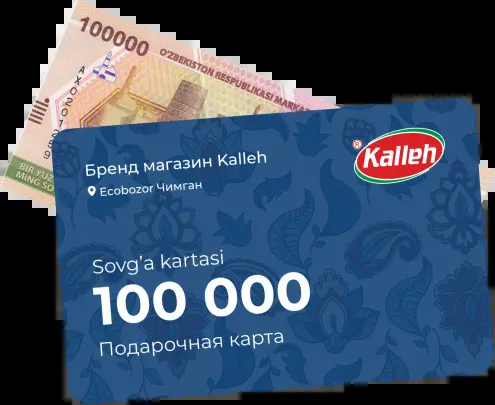 100000
O'ZBEKISTON RESPUBLIKASI MARKA
BIR YUZ
MING SO
Бренд магазин Kalleh
Ecobozor Чимган
® Kalleh
Sovg'a kartasi
100 000
Подарочная карта